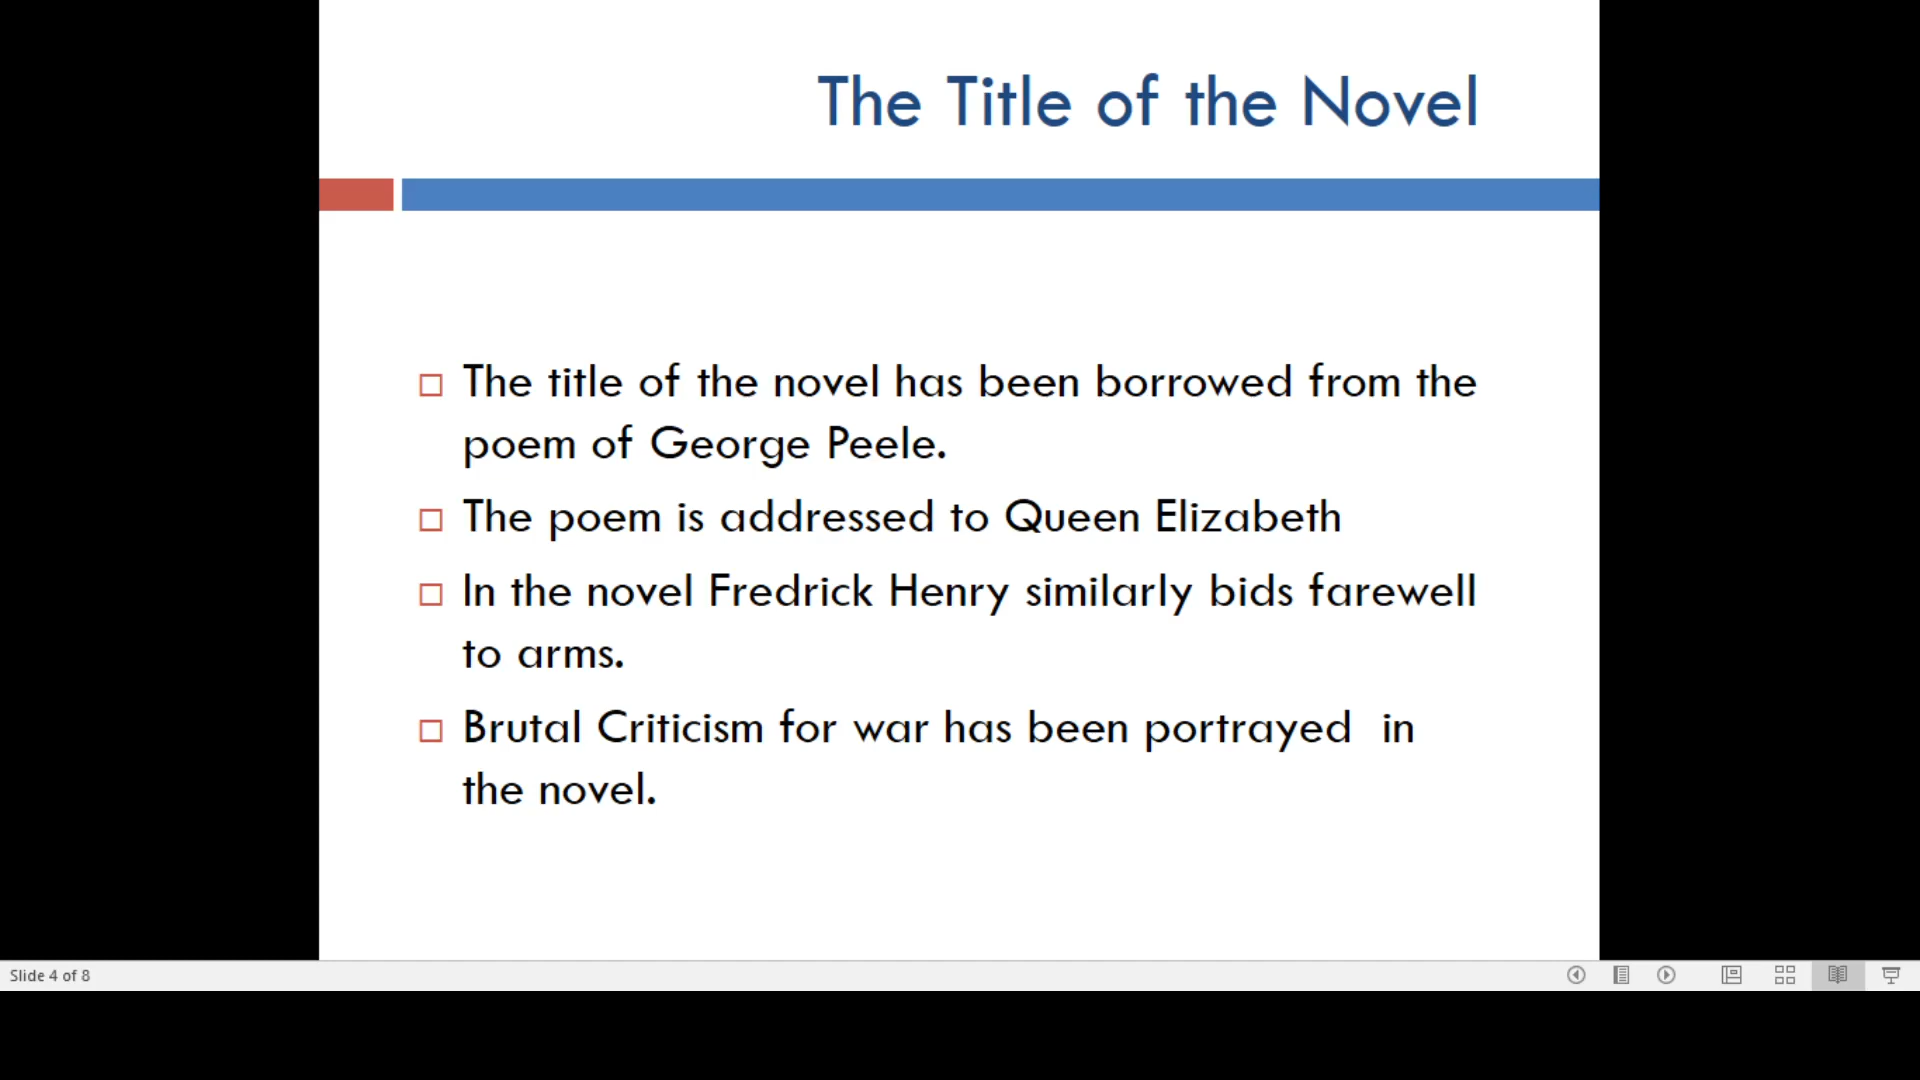 The Title of the Novel
The title of the novel has been borrowed from the
poem of George Peele.
The poem is addressed to Queen Elizabeth
In the novel Fredrick Henry similarly bids farewell
to arms.
Brutal Criticism for war has been portrayed  in
the novel.
Slide 4 of 8